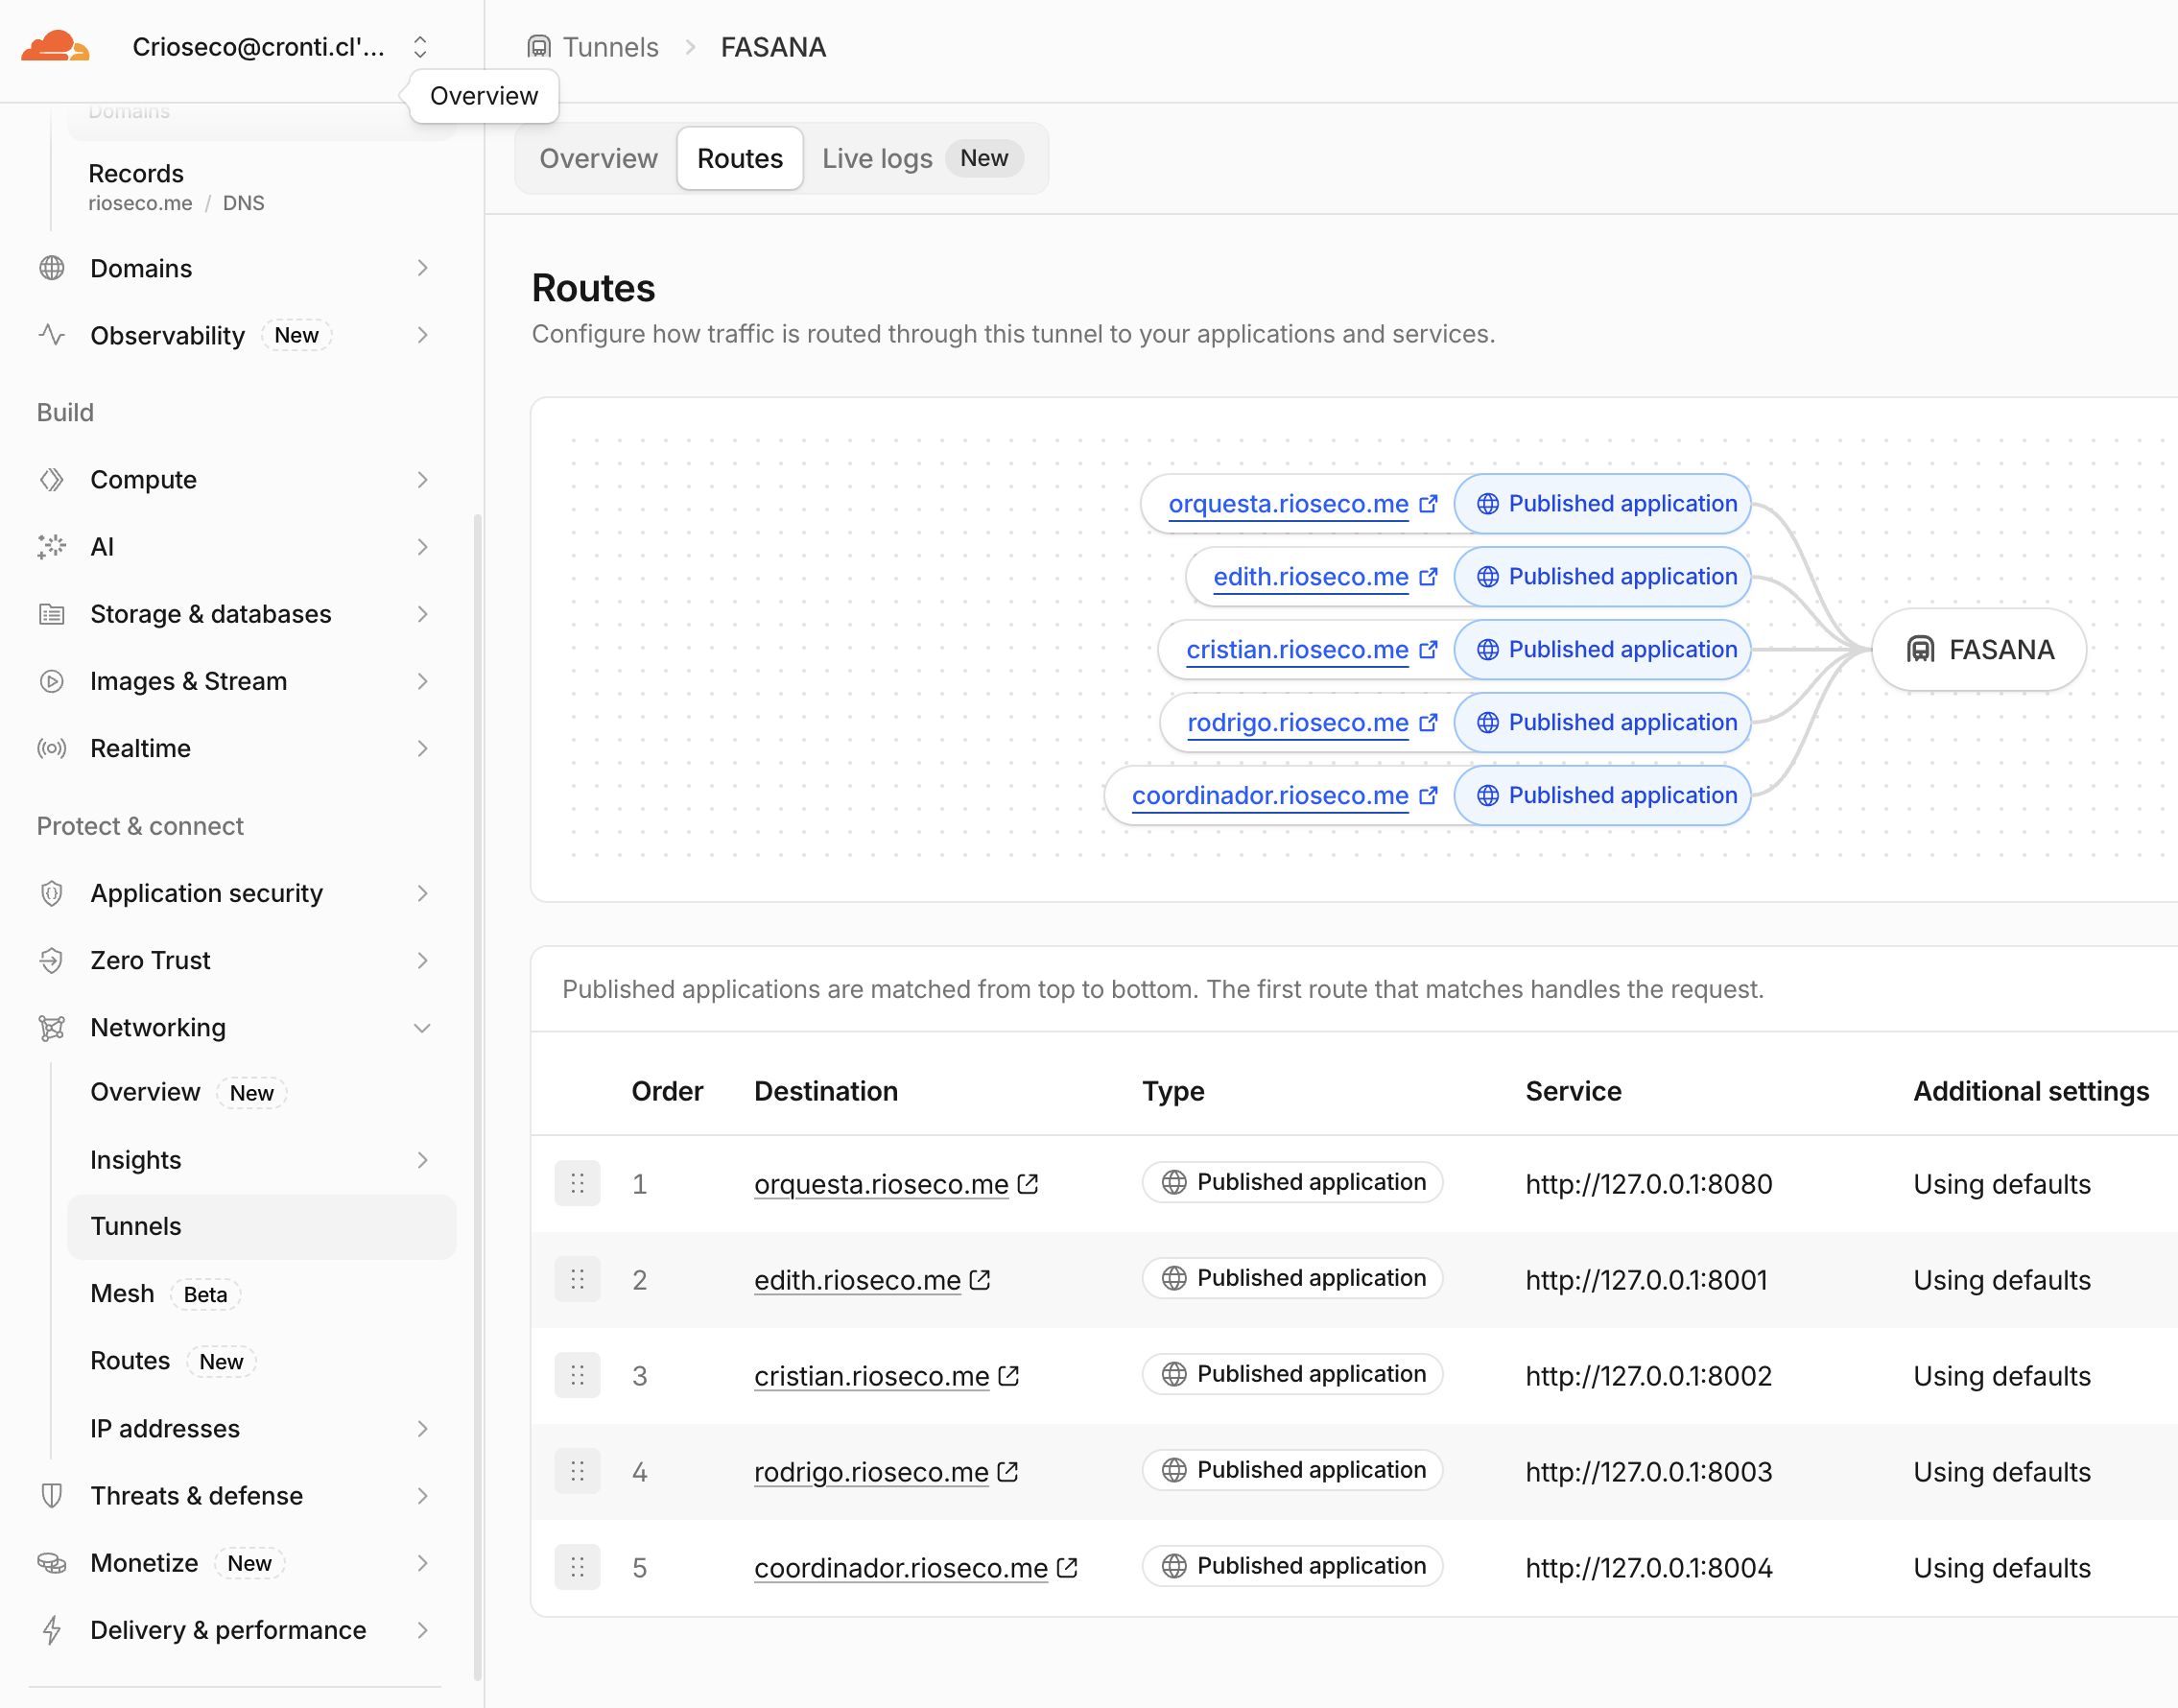 Crioseco@cronti.cl'...
Tunnels > FASANA
Overview
Domains
Records
rioseco.me / DNS
Domains
Observability New
Build
Compute
AI
Storage & databases
Images & Stream
Realtime
Protect & connect
Application security
Zero Trust
Networking
Overview New
Insights
Tunnels
Mesh Beta
Routes New
IP addresses
Threats & defense
Monetize New
Delivery & performance
Overview Routes Live logs New
Routes
Configure how traffic is routed through this tunnel to your applications and services.
orquesta.rioseco.me Published application
edith.rioseco.me Published application
cristian.rioseco.me Published application
rodrigo.rioseco.me Published application
coordinador.rioseco.me Published application
FASANA
Published applications are matched from top to bottom. The first route that matches handles the request.
Order Destination Type Service Additional settings
1 orquesta.rioseco.me Published application http://127.0.0.1:8080 Using defaults
2 edith.rioseco.me Published application http://127.0.0.1:8001 Using defaults
3 cristian.rioseco.me Published application http://127.0.0.1:8002 Using defaults
4 rodrigo.rioseco.me Published application http://127.0.0.1:8003 Using defaults
5 coordinador.rioseco.me Published application http://127.0.0.1:8004 Using defaults